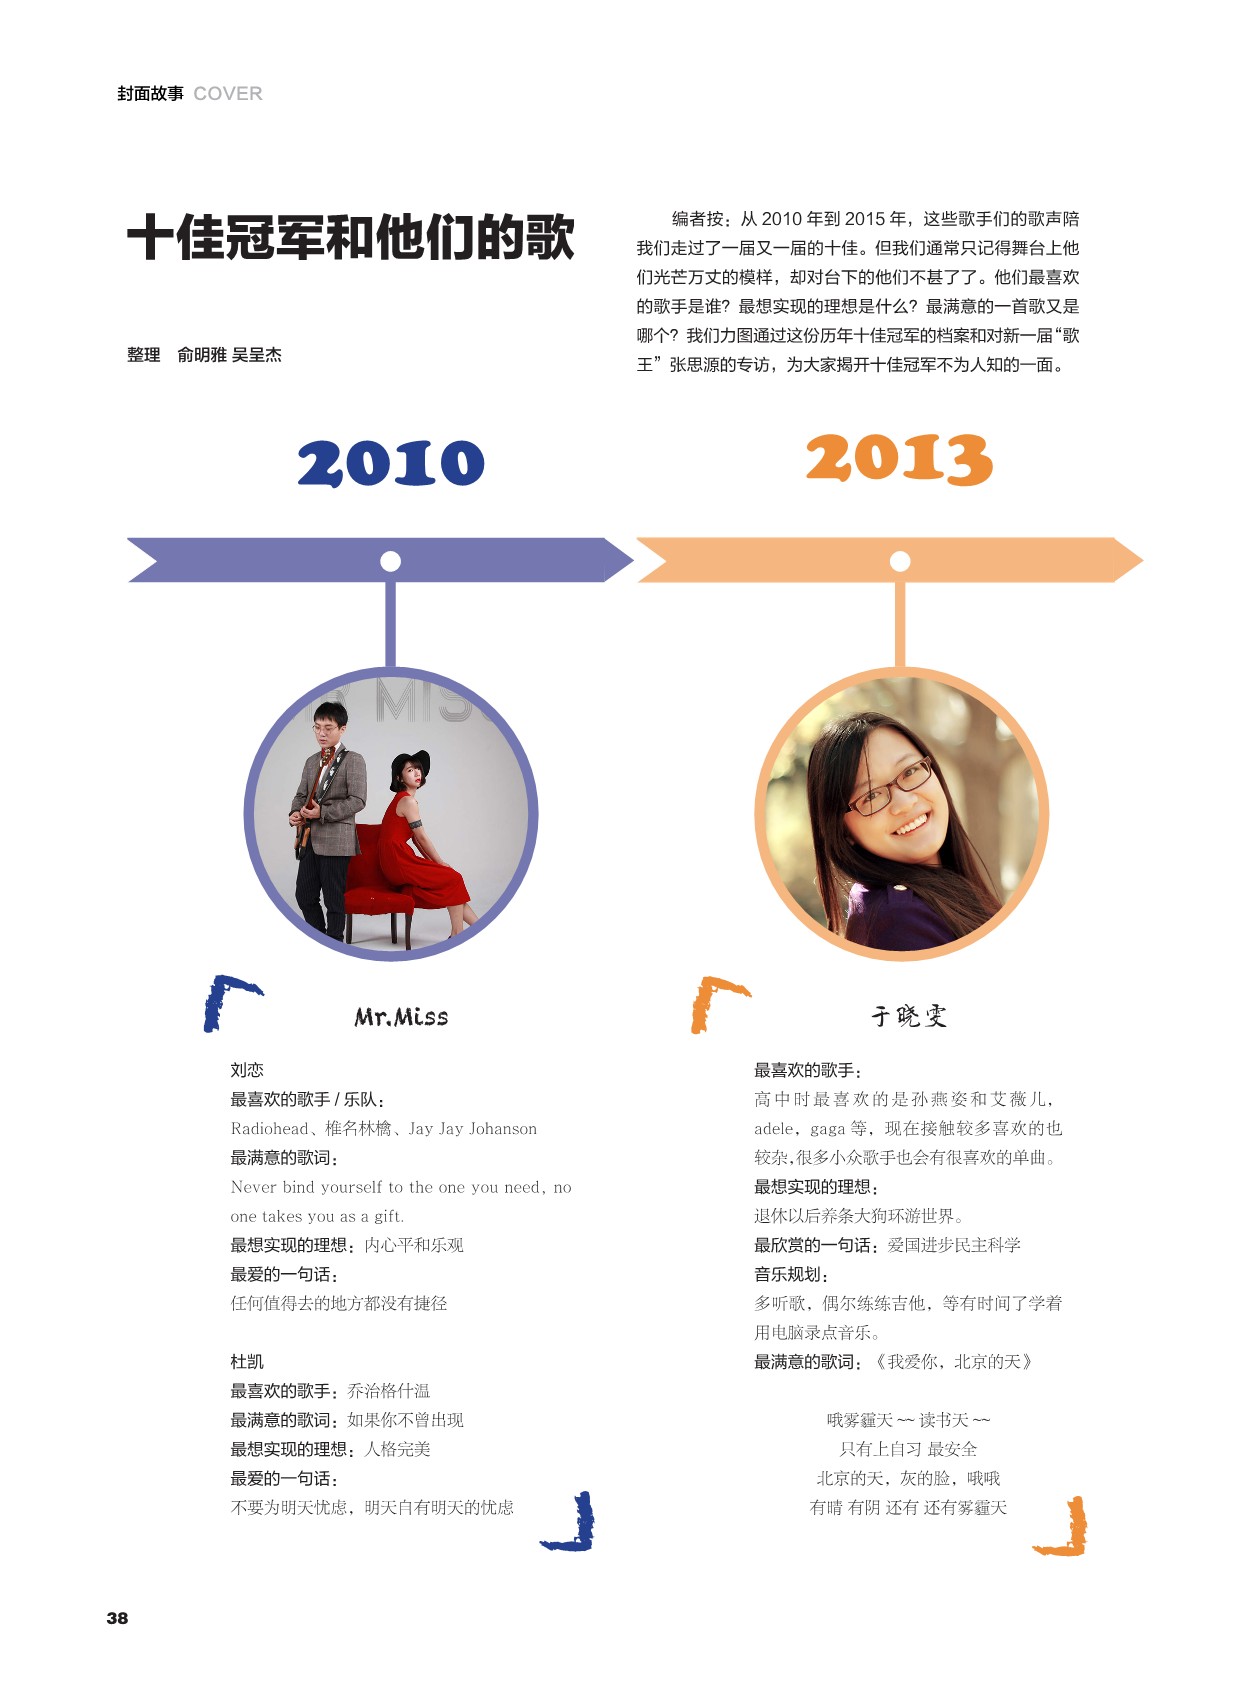 封面故事 COVER
十佳冠军和他们的歌
整理 俞明雅 吴呈杰
编者按：从 2010 年到 2015 年，这些歌手们的歌声陪
我们走过了一届又一届的十佳。但我们通常只记得舞台上他
们光芒万丈的模样，却对台下的他们不甚了了。他们最喜欢
的歌手是谁？最想实现的理想是什么？最满意的一首歌又是
哪个？我们力图通过这份历年十佳冠军的档案和对新一届“歌
王”张思源的专访，为大家揭开十佳冠军不为人知的一面。
2010
MISS
Mr.Miss
刘恋
最喜欢的歌手 / 乐队：
Radiohead、椎名林檎、Jay Jay Johanson
最满意的歌词：
Never bind yourself to the one you need, no
one takes you as a gift.
最想实现的理想：内心平和乐观
最爱的一句话：
任何值得去的地方都没有捷径
杜凯
最喜欢的歌手：乔治格什温
最满意的歌词：如果你不曾出现
最想实现的理想：人格完美
最爱的一句话：
不要为明天忧虑，明天自有明天的忧虑
2013
于晓雯
最喜欢的歌手：
高中时最喜欢的是孙燕姿和艾薇儿，
adele，gaga 等，现在接触较多喜欢的也
较杂，很多小众歌手也会有很喜欢的单曲。
最想实现的理想：
退休以后养条大狗环游世界。
最欣赏的一句话：爱国进步民主科学
音乐规划：
多听歌，偶尔练练吉他，等有时间了学着
用电脑录点音乐。
最满意的歌词：《我爱你，北京的天》
哦雾霾天 ~~ 读书天 ~~
只有上自习 最安全
北京的天，灰的脸，哦哦
有晴 有阴 还有 还有雾霾天
38